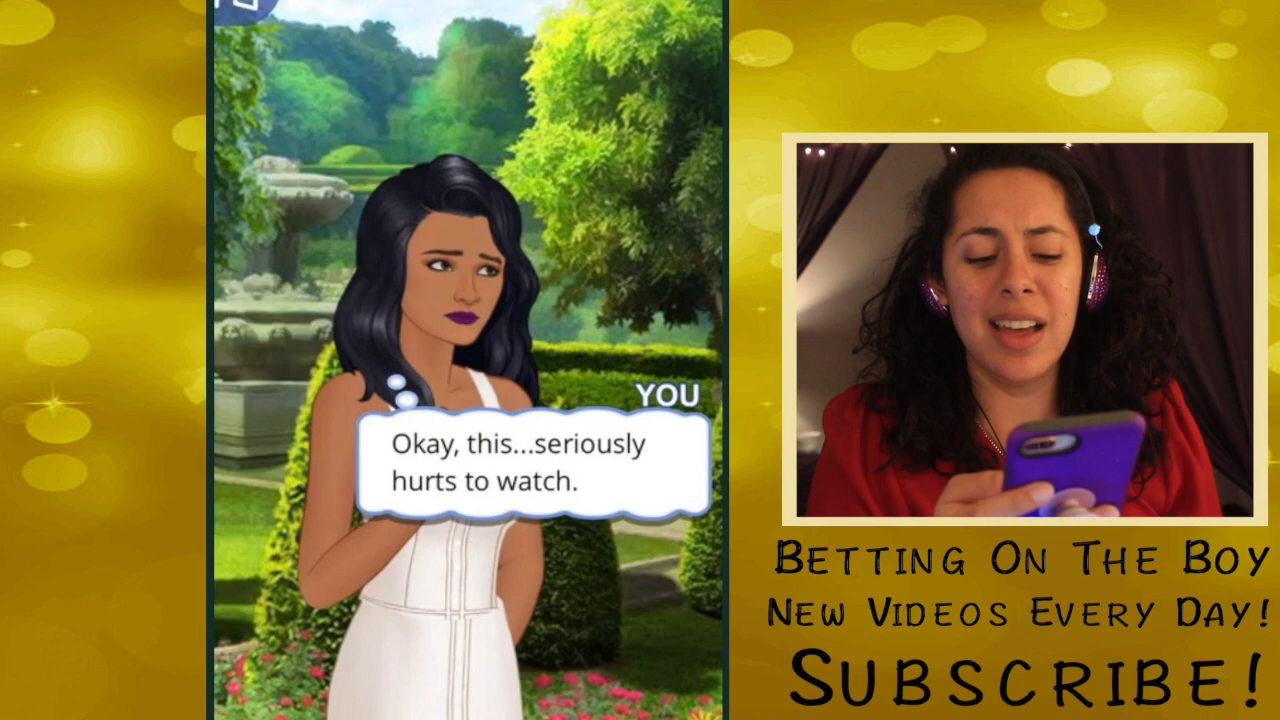 YOU
Okay, this...seriously
hurts to watch.
BETTING ON THE BOY
NEW VIDEOS EVERY DAY!
SUBSCRIBE!